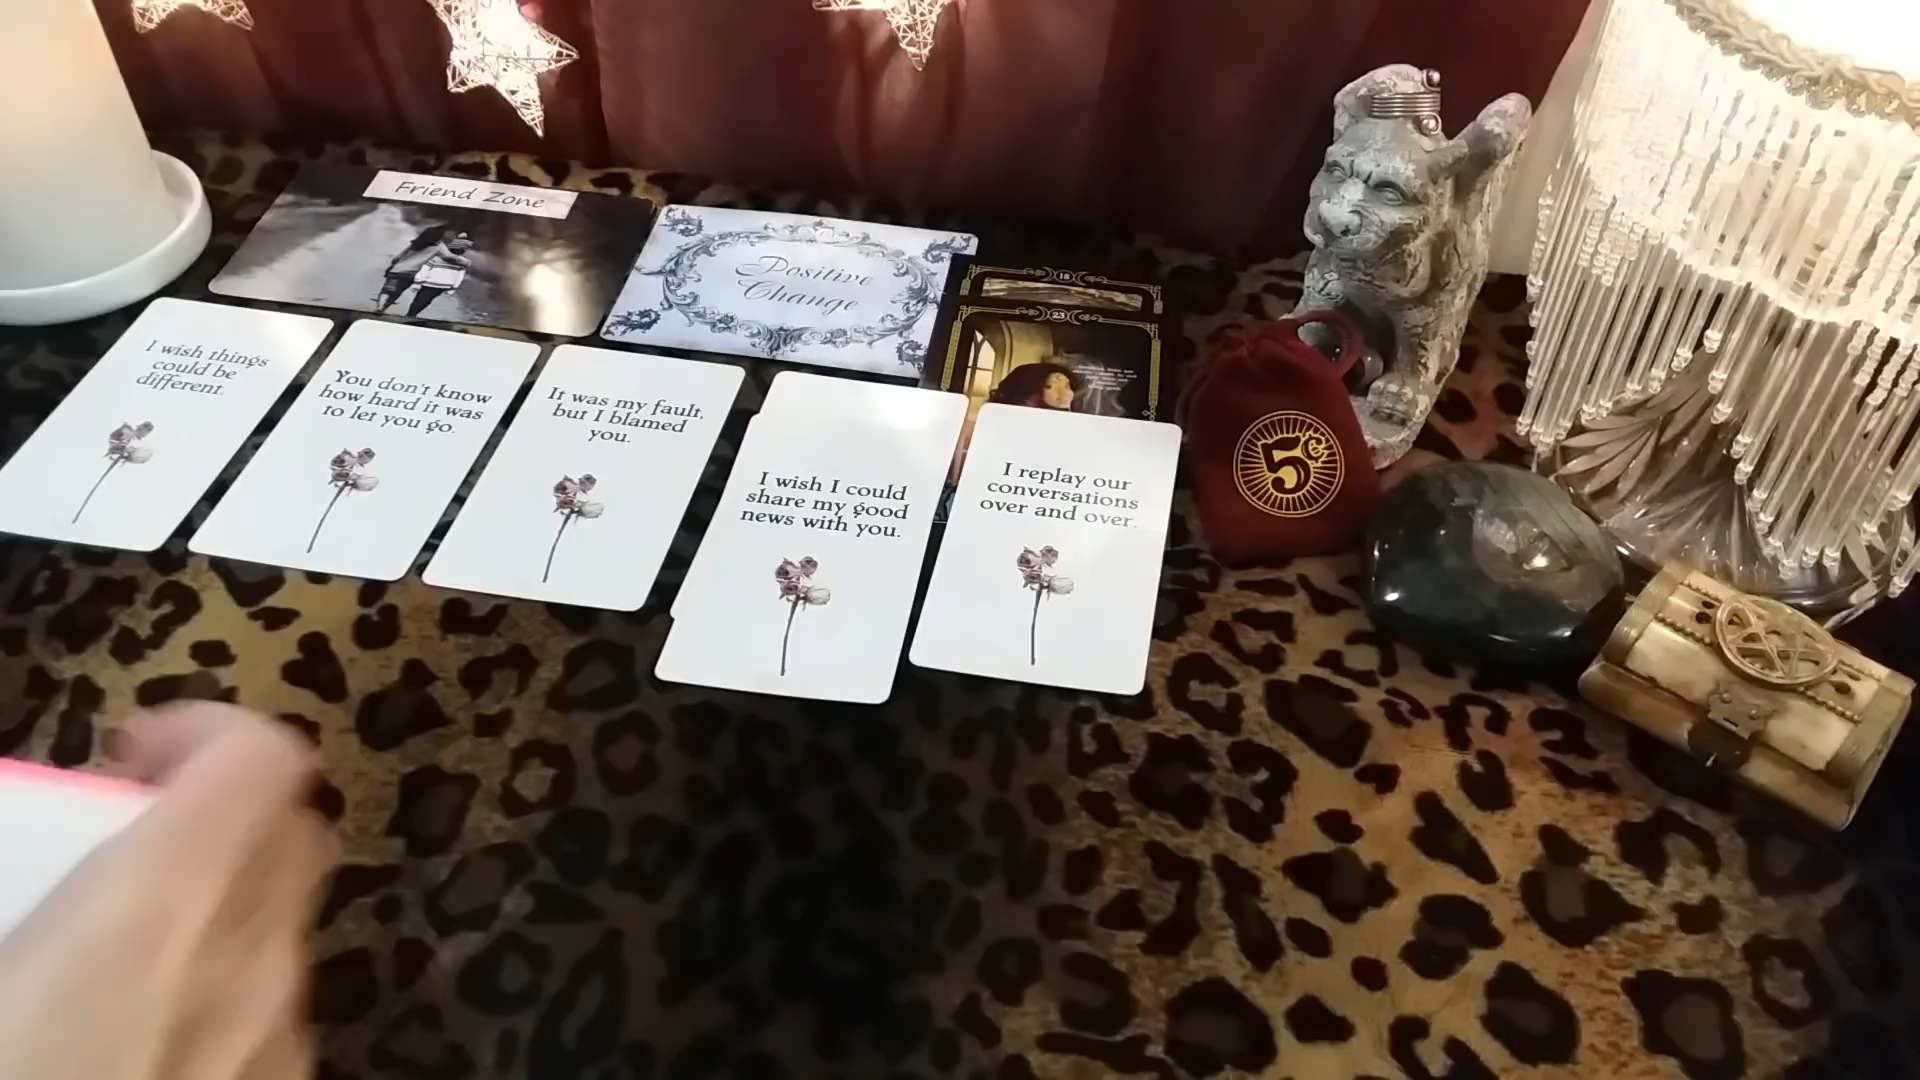 Friend Zone
Positive
Change
18
23
I wish things
could be
different.
You don't know
how hard it was
to let you go.
It was my fault,
but I blamed
you.
I wish I could
share my good
news with you.
I replay our
conversations
over and over.
5¢